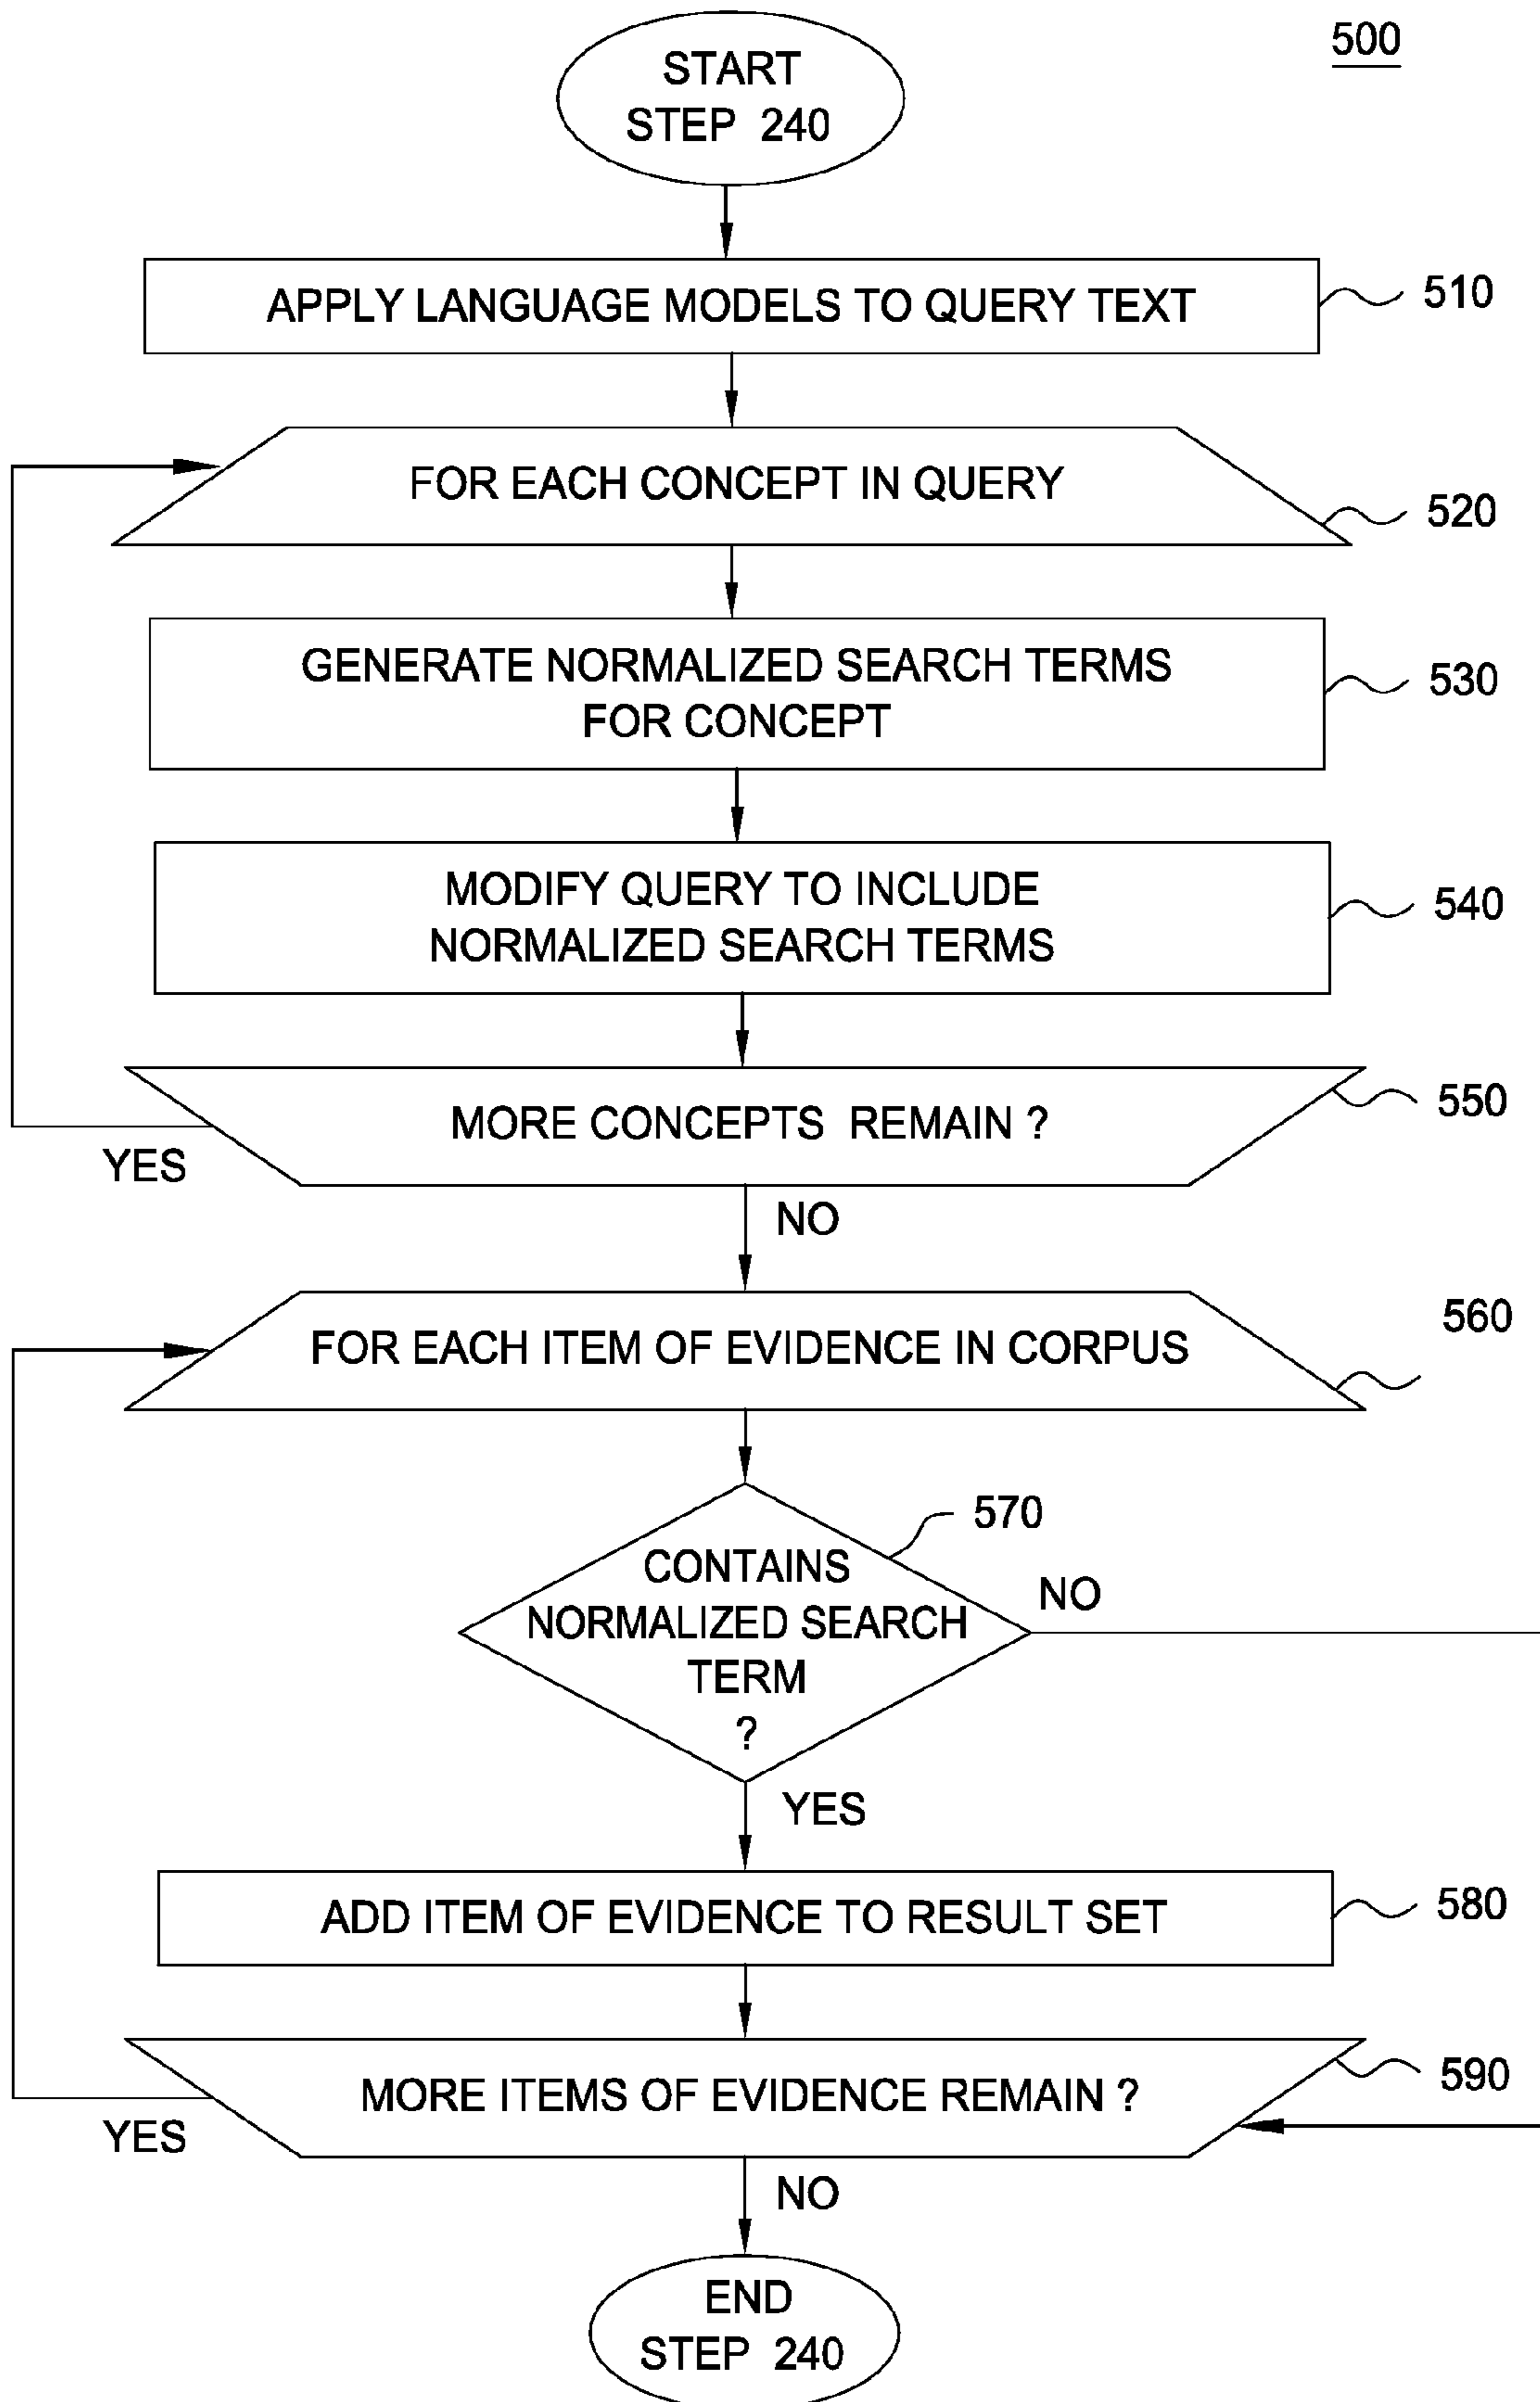 500
START
STEP 240
APPLY LANGUAGE MODELS TO QUERY TEXT
510
FOR EACH CONCEPT IN QUERY
520
GENERATE NORMALIZED SEARCH TERMS
FOR CONCEPT
530
MODIFY QUERY TO INCLUDE
NORMALIZED SEARCH TERMS
540
MORE CONCEPTS REMAIN ?
550
YES
NO
FOR EACH ITEM OF EVIDENCE IN CORPUS
560
570
CONTAINS
NORMALIZED SEARCH
TERM
?
NO
YES
ADD ITEM OF EVIDENCE TO RESULT SET
580
MORE ITEMS OF EVIDENCE REMAIN ?
590
YES
NO
END
STEP 240